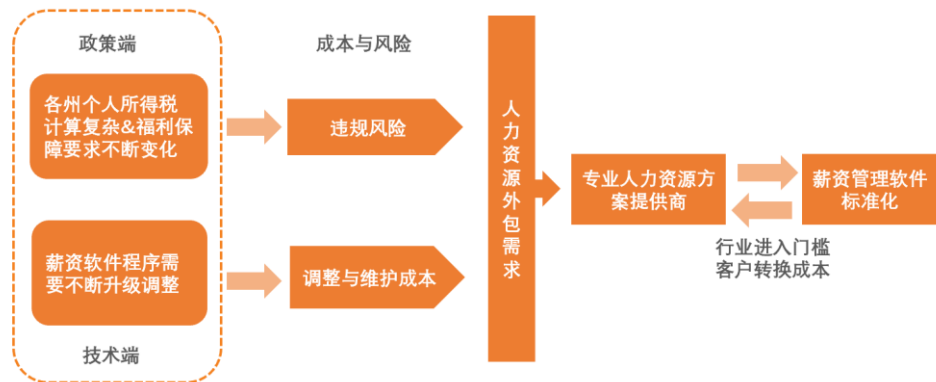 政策端
各州个人所得税
计算复杂&福利保
障要求不断变化
薪资软件程序需
要不断升级调整
技术端
成本与风险
违规风险
调整与维护成本
人力资源外包需求
专业人力资源方
案提供商
薪资管理软件
标准化
行业进入门槛
客户转换成本